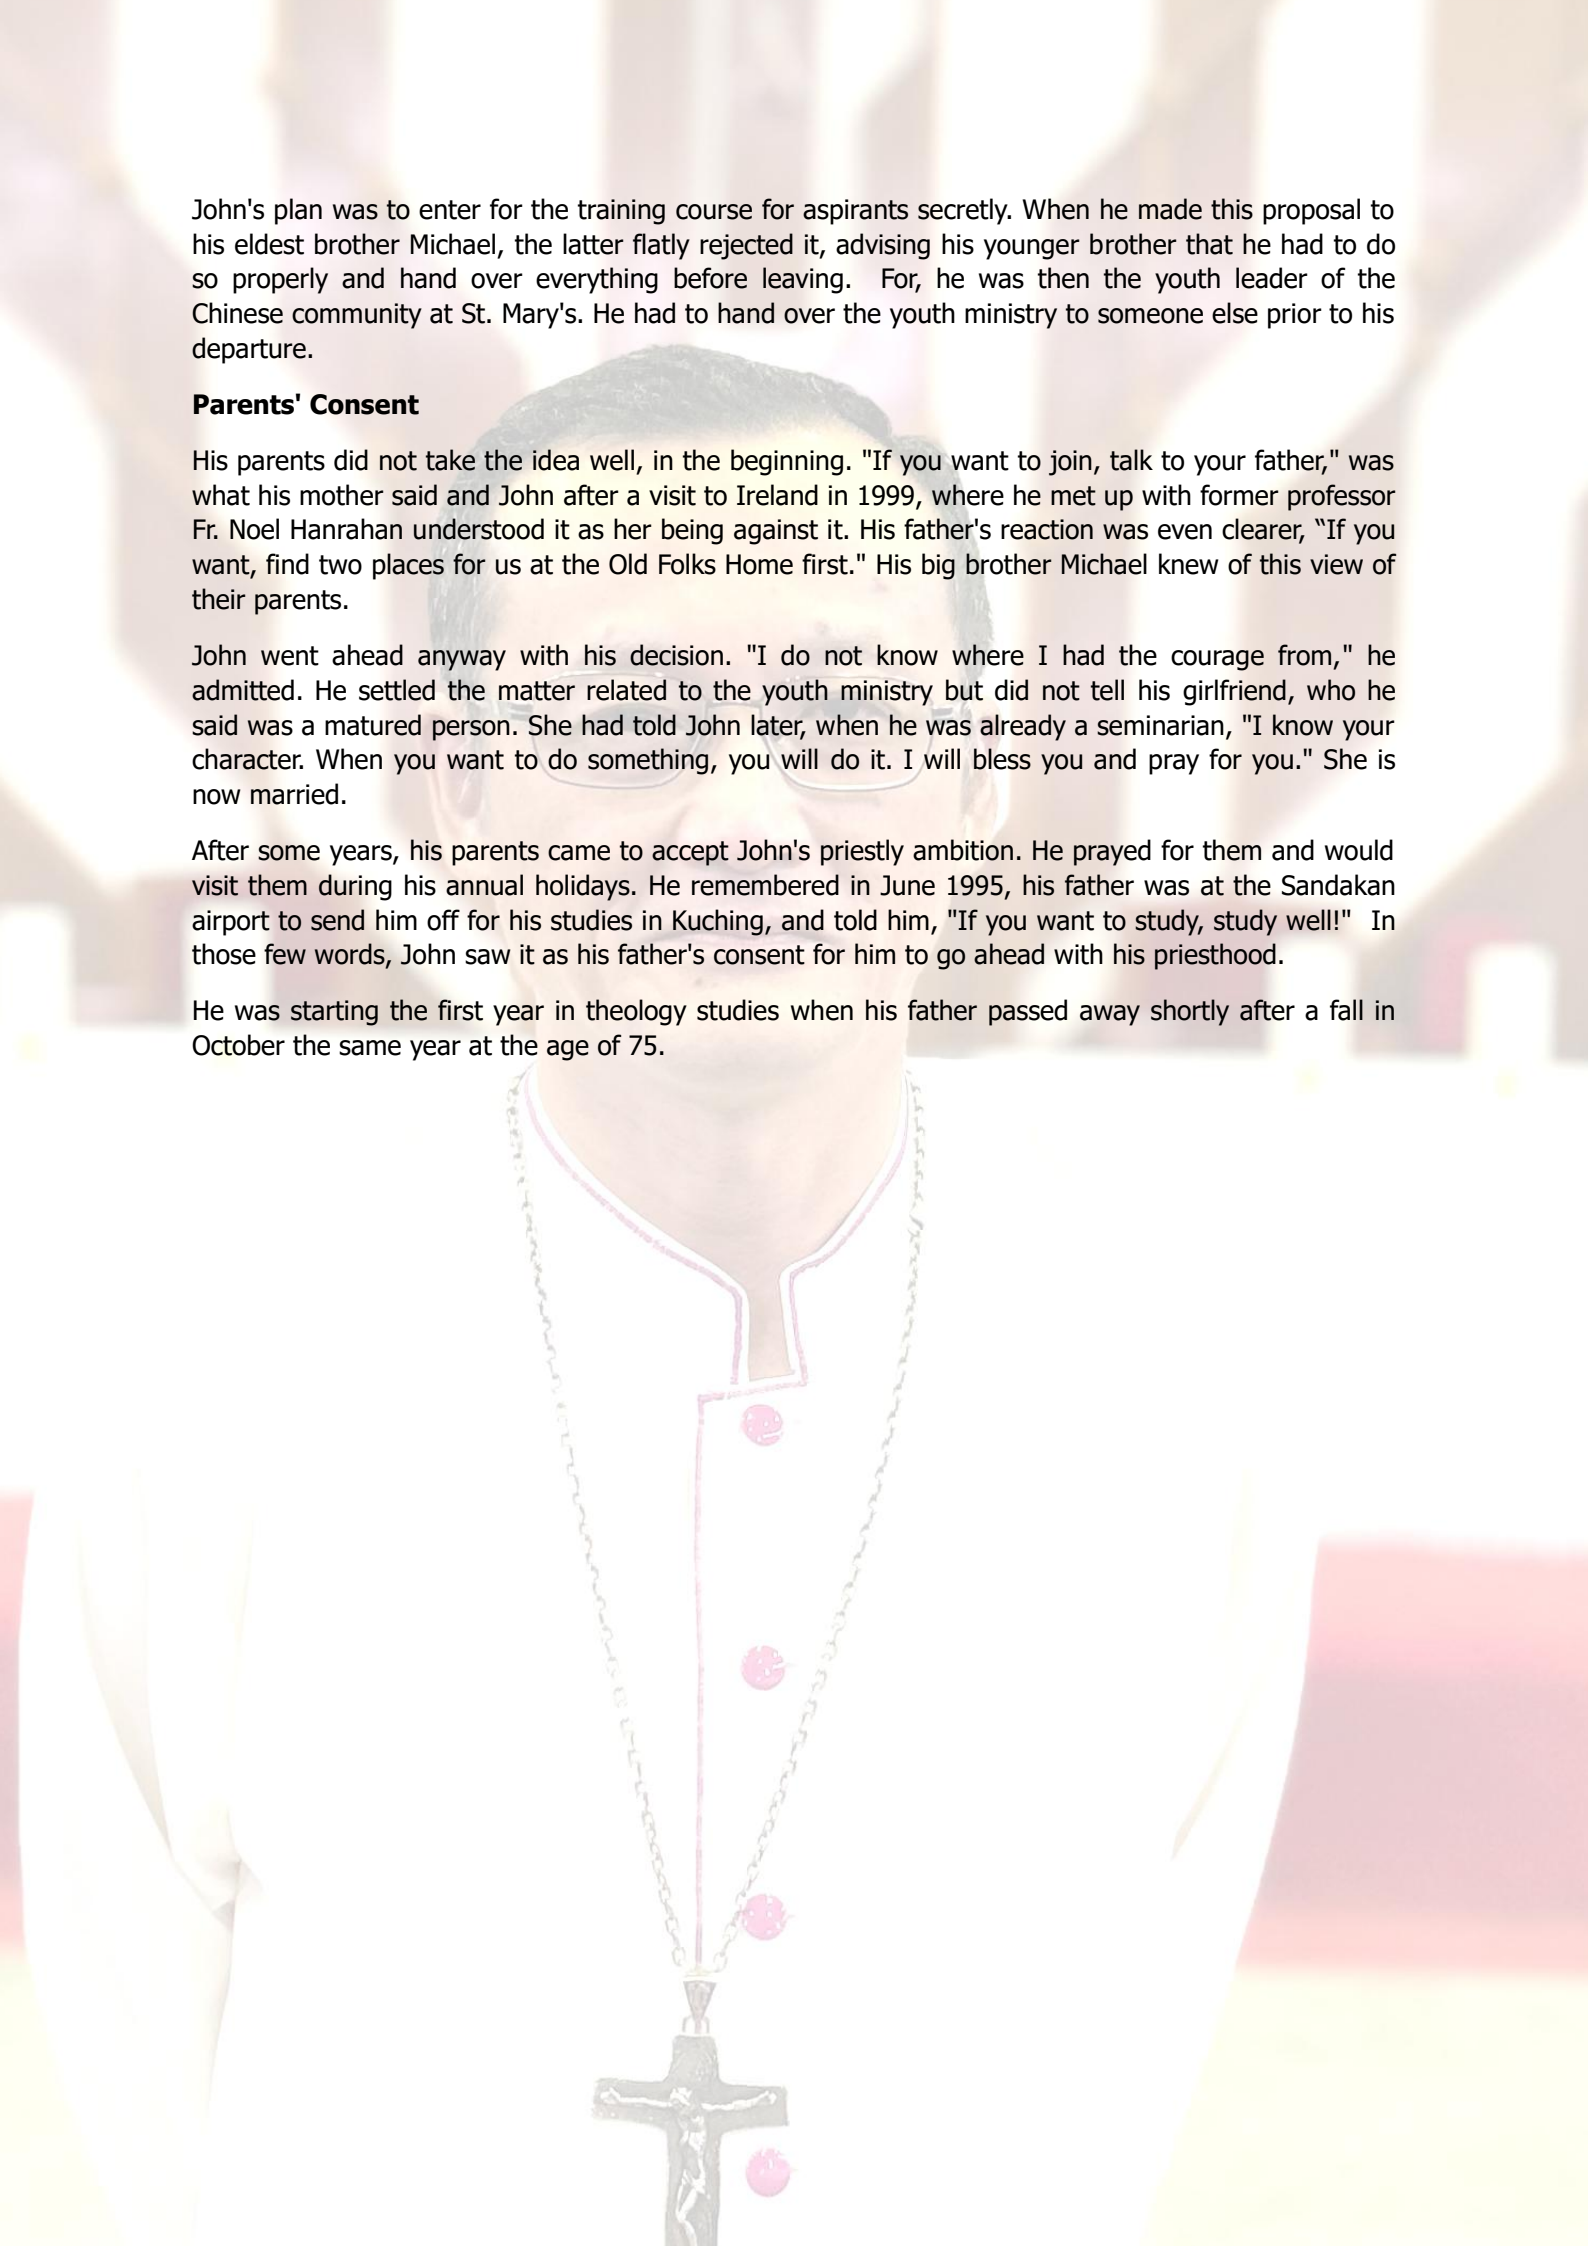 John's plan was to enter for the training course for aspirants secretly. When he made this proposal to
his eldest brother Michael, the latter flatly rejected it, advising his younger brother that he had to do
so properly and hand over everything before leaving.  For, he was then the youth leader of the
Chinese community at St. Mary's. He had to hand over the youth ministry to someone else prior to his
departure.
Parents' Consent
His parents did not take the idea well, in the beginning. "If you want to join, talk to your father," was
what his mother said and John after a visit to Ireland in 1999, where he met up with former professor
Fr. Noel Hanrahan understood it as her being against it. His father's reaction was even clearer, “If you
want, find two places for us at the Old Folks Home first." His big brother Michael knew of this view of
their parents.
John went ahead anyway with his decision. "I do not know where I had the courage from," he
admitted. He settled the matter related to the youth ministry but did not tell his girlfriend, who he
said was a matured person. She had told John later, when he was already a seminarian, "I know your
character. When you want to do something, you will do it. I will bless you and pray for you." She is
now married.
After some years, his parents came to accept John's priestly ambition. He prayed for them and would
visit them during his annual holidays. He remembered in June 1995, his father was at the Sandakan
airport to send him off for his studies in Kuching, and told him, "If you want to study, study well!"  In
those few words, John saw it as his father's consent for him to go ahead with his priesthood.
He was starting the first year in theology studies when his father passed away shortly after a fall in
October the same year at the age of 75.